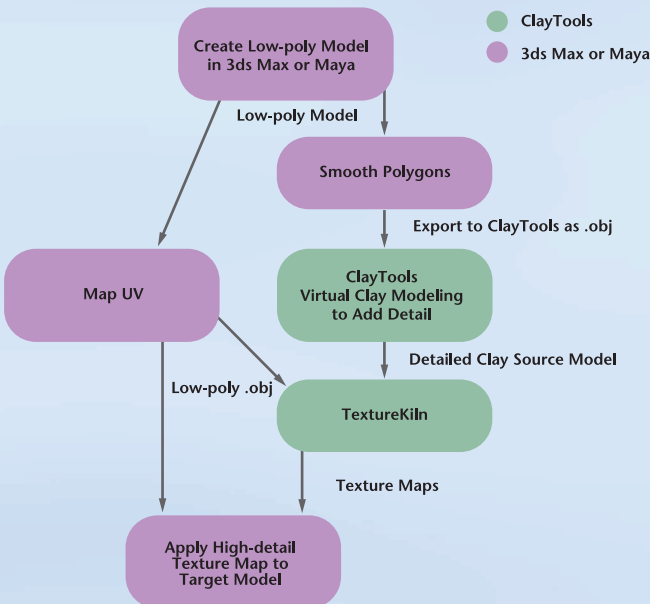 Create Low-poly Model
in 3ds Max or Maya
ClayTools
3ds Max or Maya
Low-poly Model
Smooth Polygons
Export to ClayTools as .obj
Map UV
ClayTools
Virtual Clay Modeling
to Add Detail
Detailed Clay Source Model
Low-poly .obj
TextureKiln
Texture Maps
Apply High-detail
Texture Map to
Target Model